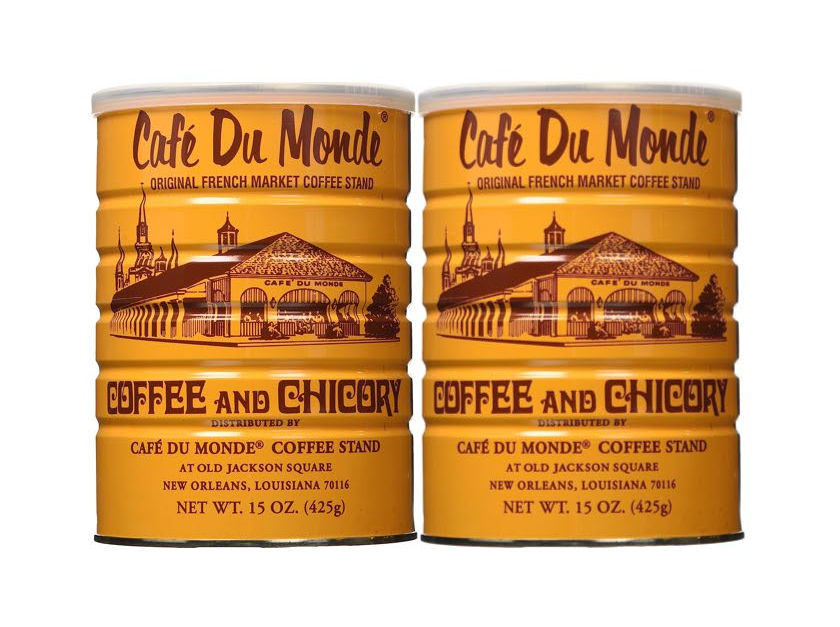 Café Du Monde®
ORIGINAL FRENCH MARKET COFFEE STAND
CAFE DU MONDE
COFFEE AND CHICORY
DISTRIBUTED BY
CAFÉ DU MONDE® COFFEE STAND
AT OLD JACKSON SQUARE
NEW ORLEANS, LOUISIANA 70116
NET WT. 15 OZ. (425g)
Café Du Monde®
ORIGINAL FRENCH MARKET COFFEE STAND
CAFE DU MONDE
COFFEE AND CHICORY
DISTRIBUTED BY
CAFÉ DU MONDE® COFFEE STAND
AT OLD JACKSON SQUARE
NEW ORLEANS, LOUISIANA 70116
NET WT. 15 OZ. (425g)